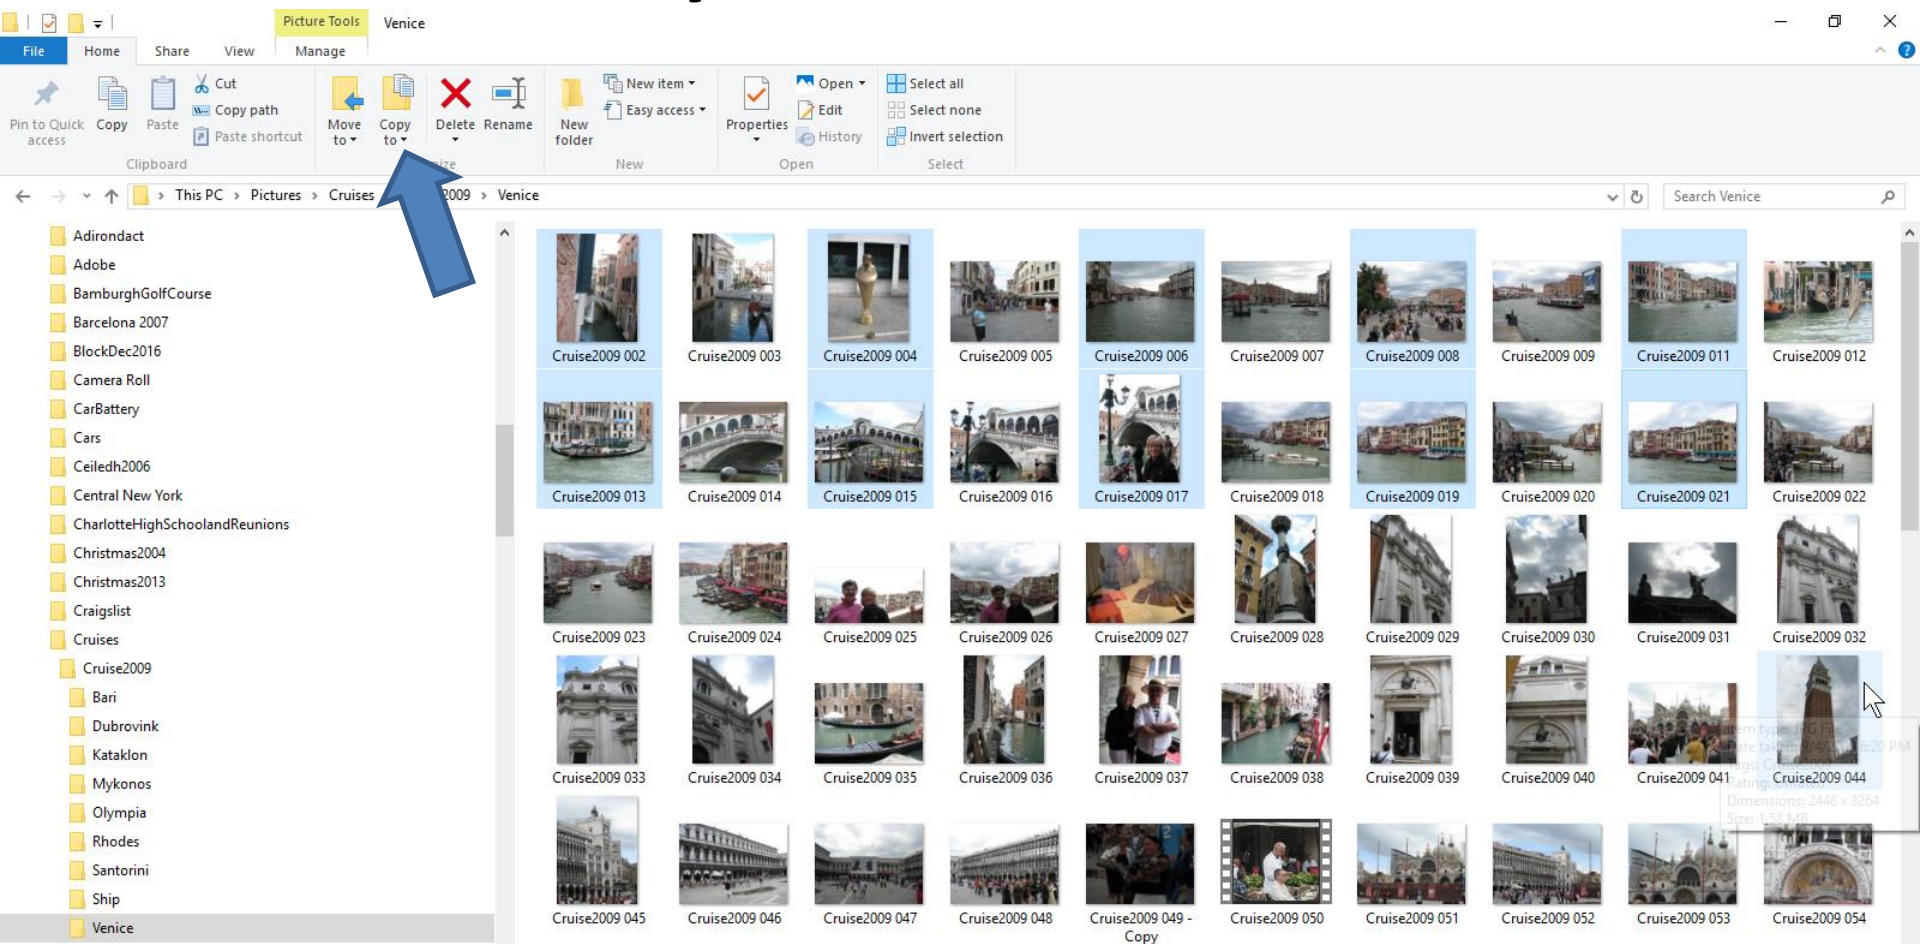 Picture Tools
Venice
File
Home
Share
View
Manage
Pin to Quick
access
Copy
Paste
Cut
Copy path
Paste shortcut
Move
to
Copy
to
Delete
Rename
New
folder
New item
Easy access
Properties
Open
Edit
History
Select all
Select none
Invert selection
Clipboard
New
Open
Select
This PC
Pictures
Cruises
2009
Venice
Search Venice
Adirondact
Adobe
BamburghGolfCourse
Barcelona 2007
BlockDec2016
Camera Roll
CarBattery
Cars
Ceiledh2006
Central New York
CharlotteHighSchoolandReunions
Christmas2004
Christmas2013
Craigslist
Cruises
Cruise2009
Bari
Dubrovink
Kataklon
Mykonos
Olympia
Rhodes
Santorini
Ship
Venice
Cruise2009 002
Cruise2009 003
Cruise2009 004
Cruise2009 005
Cruise2009 006
Cruise2009 007
Cruise2009 008
Cruise2009 009
Cruise2009 011
Cruise2009 012
Cruise2009 013
Cruise2009 014
Cruise2009 015
Cruise2009 016
Cruise2009 017
Cruise2009 018
Cruise2009 019
Cruise2009 020
Cruise2009 021
Cruise2009 022
Cruise2009 023
Cruise2009 024
Cruise2009 025
Cruise2009 026
Cruise2009 027
Cruise2009 028
Cruise2009 029
Cruise2009 030
Cruise2009 031
Cruise2009 032
Cruise2009 033
Cruise2009 034
Cruise2009 035
Cruise2009 036
Cruise2009 037
Cruise2009 038
Cruise2009 039
Cruise2009 040
Cruise2009 041
Cruise2009 044
Dimensions: 2448 x 3264
Size: 1.58 MB
Cruise2009 045
Cruise2009 046
Cruise2009 047
Cruise2009 048
Cruise2009 049 -
Copy
Cruise2009 050
Cruise2009 051
Cruise2009 052
Cruise2009 053
Cruise2009 054